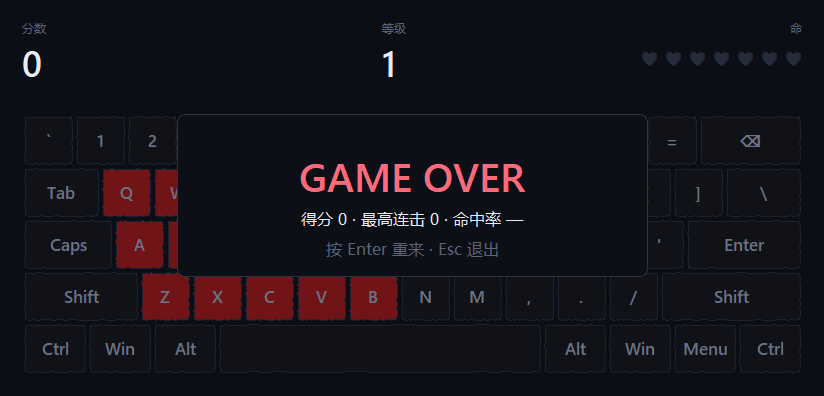 分数 等级 命
0 1
` 1 2 = ⌫
GAME OVER
Tab Q ] \
得分 0 · 最高连击 0 · 命中率 —
Caps A ' Enter
按 Enter 重来 · Esc 退出
Shift Z X C V B N M , . / Shift
Ctrl Win Alt Alt Win Menu Ctrl